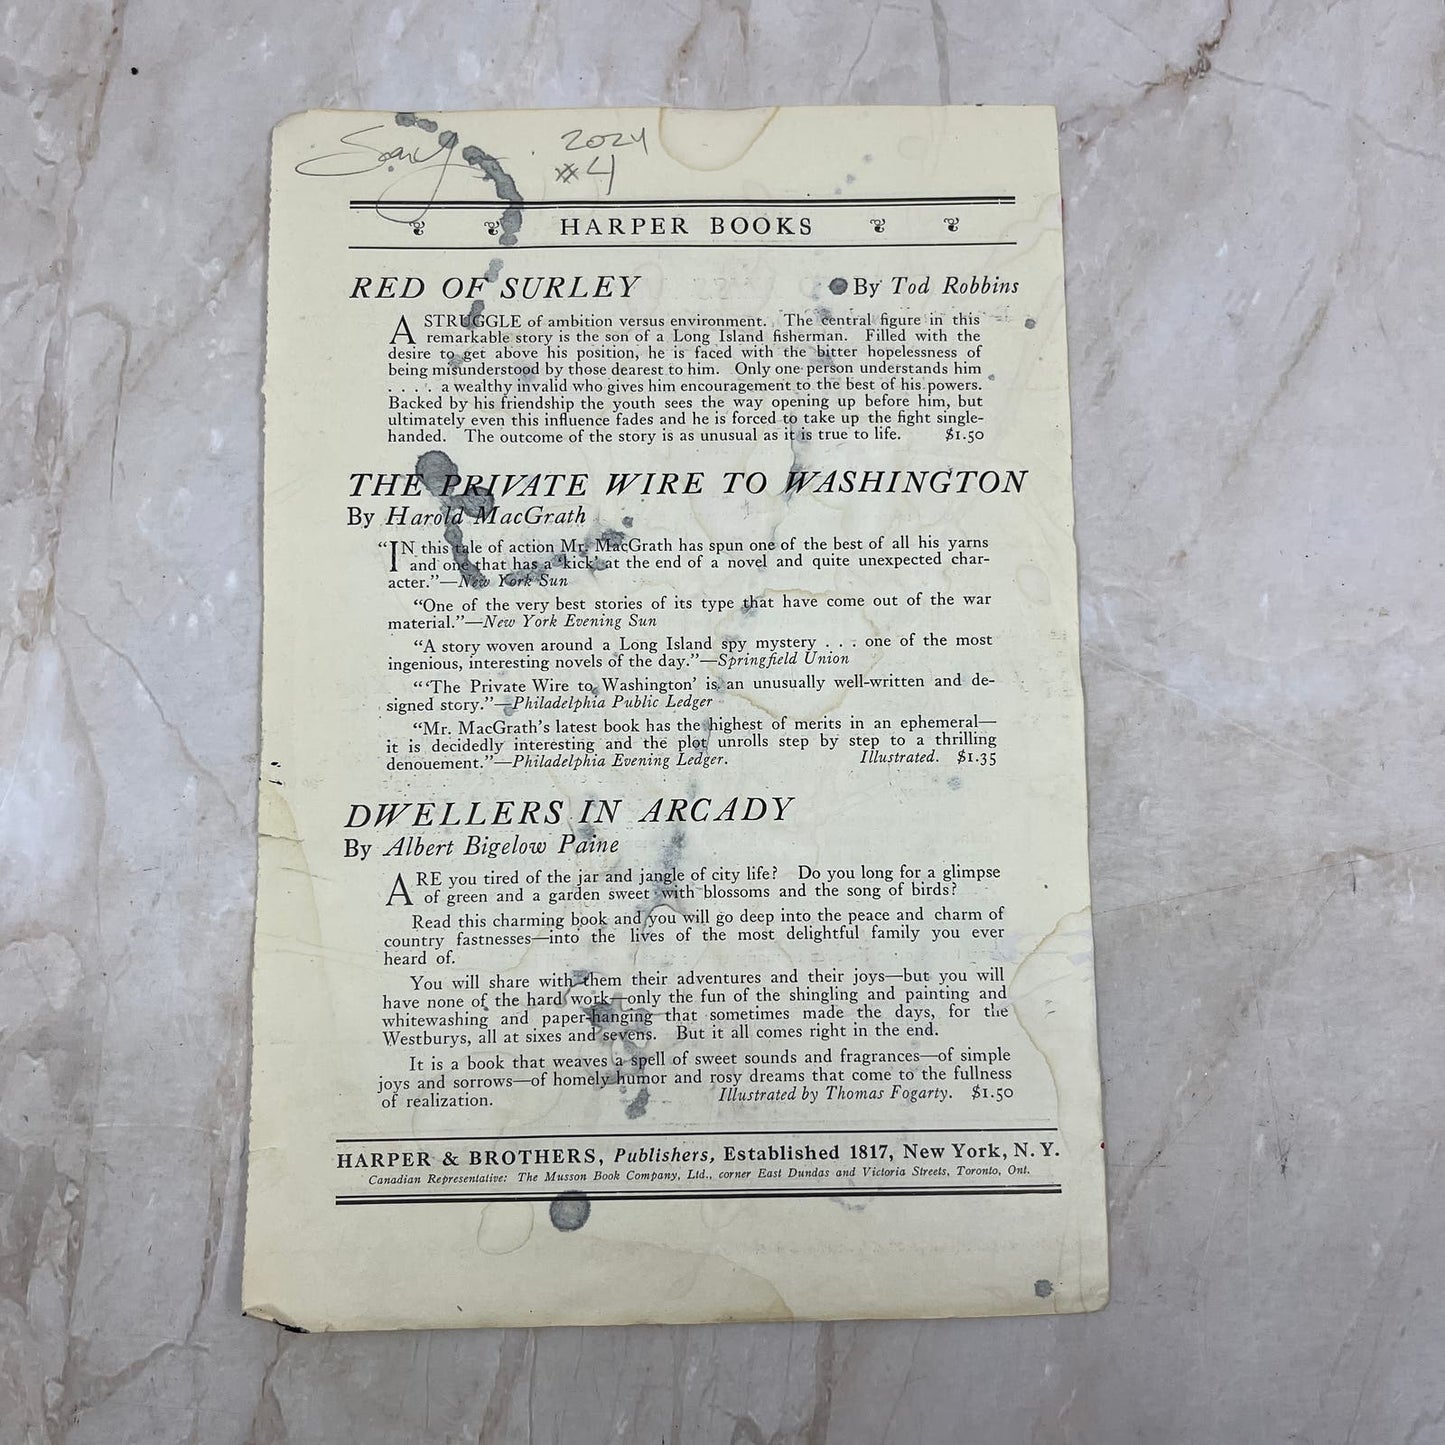 2024
#4
HARPER BOOKS
RED OF SURLEY By Tod Robbins
A STRUGGLE of ambition versus environment. The central figure in this
remarkable story is the son of a Long Island fisherman. Filled with the
desire to get above his position, he is faced with the bitter hopelessness of
being misunderstood by those dearest to him. Only one person understands him
. . . . a wealthy invalid who gives him encouragement to the best of his powers.
Backed by his friendship the youth sees the way opening up before him, but
ultimately even this influence fades and he is forced to take up the fight single-
handed. The outcome of the story is as unusual as it is true to life. $1.50
THE PRIVATE WIRE TO WASHINGTON
By Harold MacGrath
“IN this tale of action Mr. MacGrath has spun one of the best of all his yarns
and one that has a ‘kick’ at the end of a novel and quite unexpected char-
acter.”—New York Sun
“One of the very best stories of its type that have come out of the war
material.”—New York Evening Sun
“A story woven around a Long Island spy mystery . . . one of the most
ingenious, interesting novels of the day.”—Springfield Union
“‘The Private Wire to Washington’ is an unusually well-written and de-
signed story.”—Philadelphia Public Ledger
“Mr. MacGrath’s latest book has the highest of merits in an ephemeral—
it is decidedly interesting and the plot unrolls step by step to a thrilling
denouement.”—Philadelphia Evening Ledger. Illustrated. $1.35
DWELLERS IN ARCADY
By Albert Bigelow Paine
ARE you tired of the jar and jangle of city life? Do you long for a glimpse
of green and a garden sweet with blossoms and the song of birds?
Read this charming book and you will go deep into the peace and charm of
country fastnesses—into the lives of the most delightful family you ever
heard of.
You will share with them their adventures and their joys—but you will
have none of the hard work—only the fun of the shingling and painting and
whitewashing and paper-hanging that sometimes made the days, for the
Westburys, all at sixes and sevens. But it all comes right in the end.
It is a book that weaves a spell of sweet sounds and fragrances—of simple
joys and sorrows—of homely humor and rosy dreams that come to the fullness
of realization. Illustrated by Thomas Fogarty. $1.50
HARPER & BROTHERS, Publishers, Established 1817, New York, N. Y.
Canadian Representative: The Musson Book Company, Ltd., corner East Dundas and Victoria Streets, Toronto, Ont.